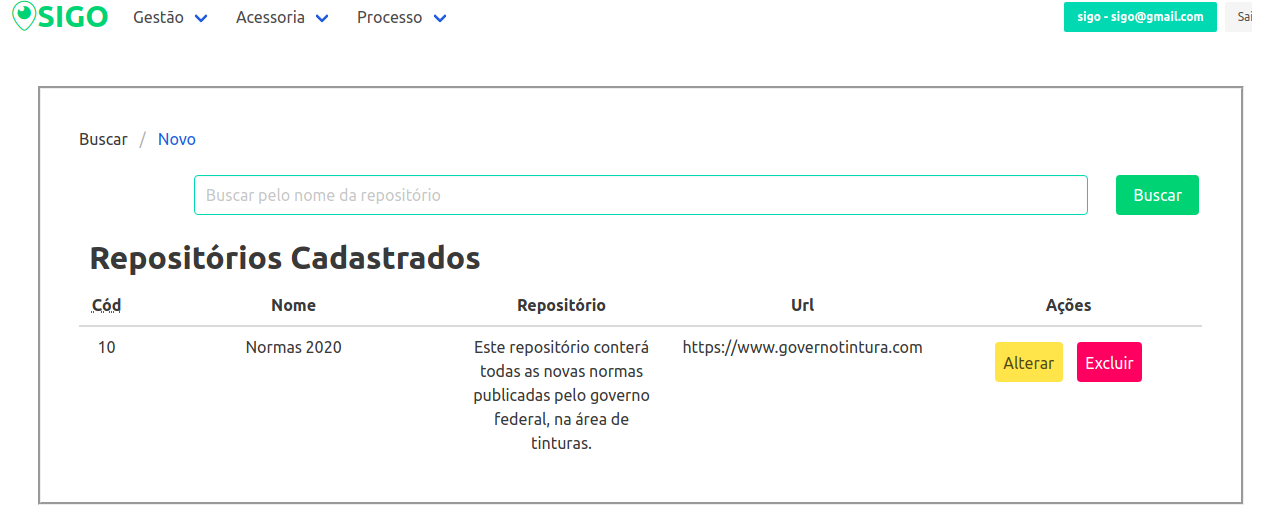 SIGO Gestão Acessoria Processo sigo - sigo@gmail.com Sai
Buscar / Novo
Buscar pelo nome da repositório Buscar
Repositórios Cadastrados
Cód Nome Repositório Url Ações
10 Normas 2020 Este repositório conterá https://www.governotintura.com
todas as novas normas Alterar Excluir
publicadas pelo governo
federal, na área de
tinturas.